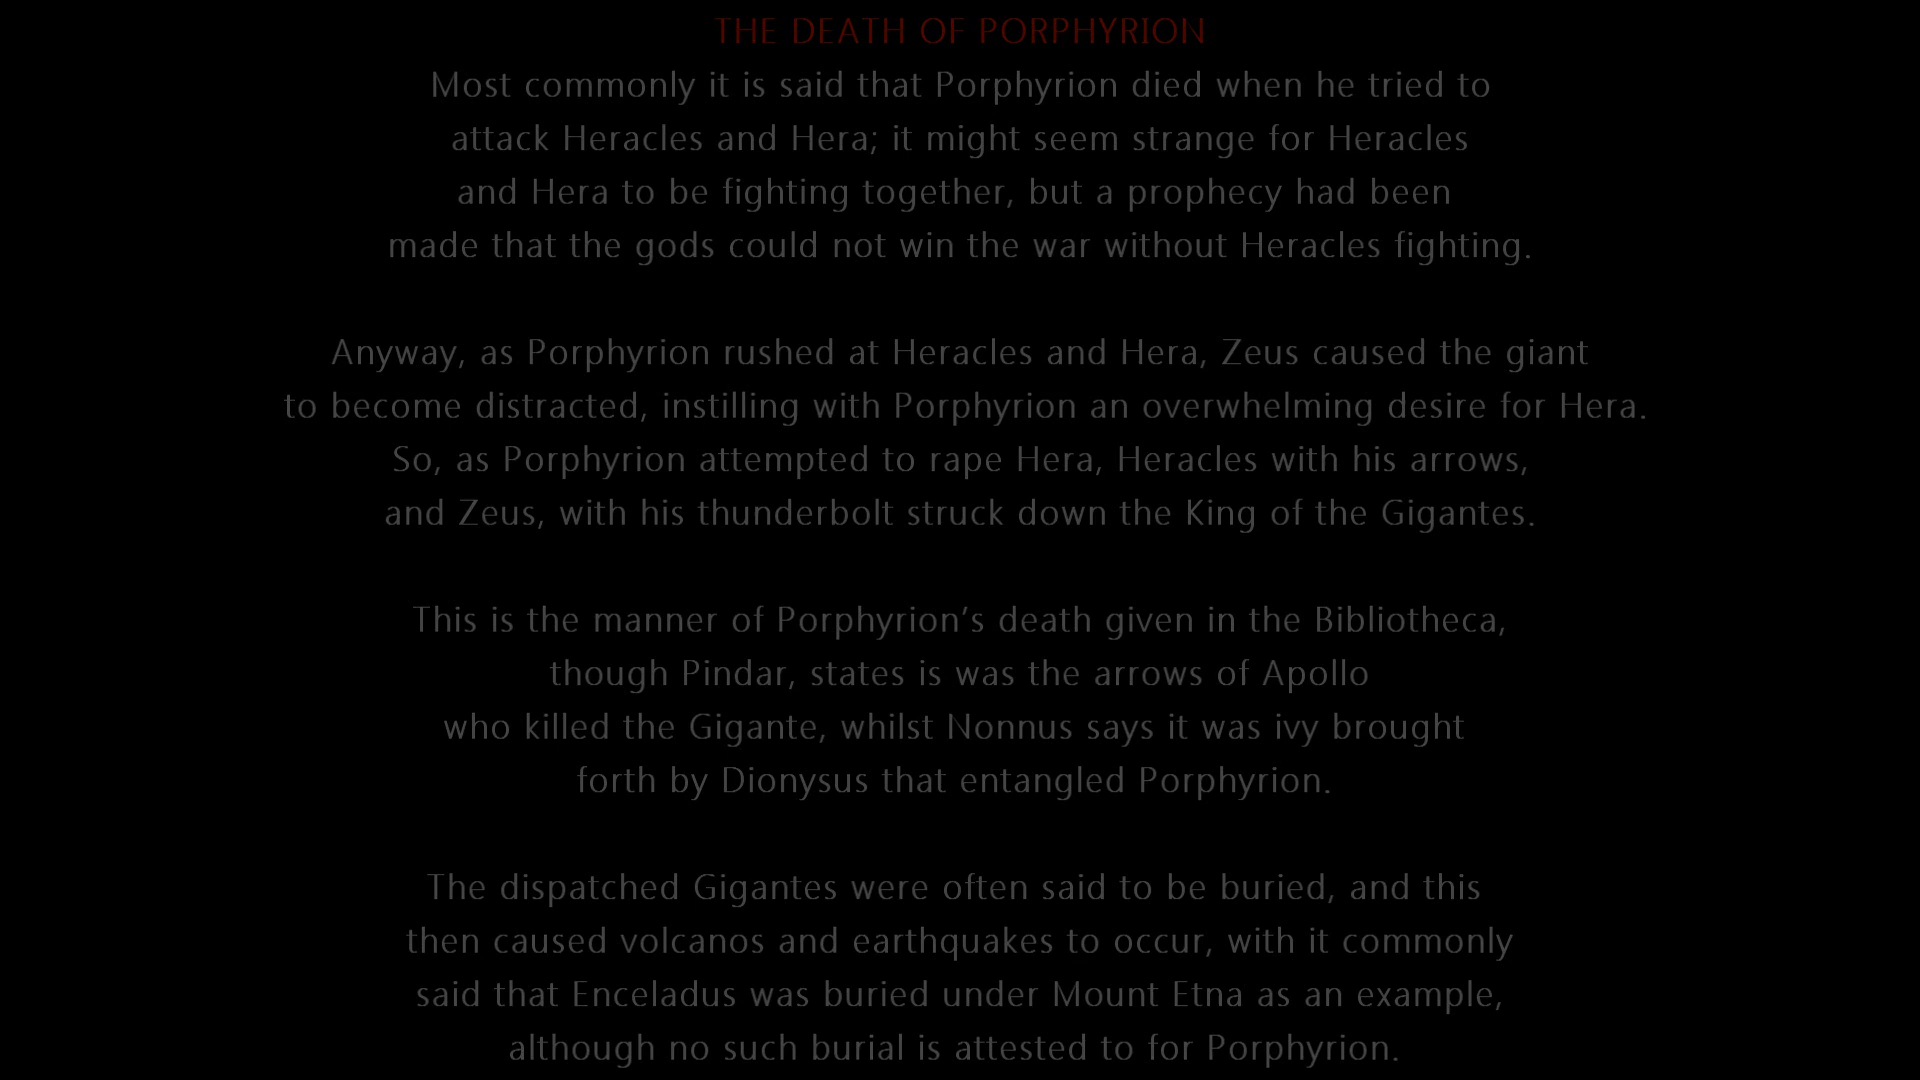 THE DEATH OF PORPHYRION
Most commonly it is said that Porphyrion died when he tried to
attack Heracles and Hera; it might seem strange for Heracles
and Hera to be fighting together, but a prophecy had been
made that the gods could not win the war without Heracles fighting.
Anyway, as Porphyrion rushed at Heracles and Hera, Zeus caused the giant
to become distracted, instilling with Porphyrion an overwhelming desire for Hera.
So, as Porphyrion attempted to rape Hera, Heracles with his arrows,
and Zeus, with his thunderbolt struck down the King of the Gigantes.
This is the manner of Porphyrion’s death given in the Bibliotheca,
though Pindar, states is was the arrows of Apollo
who killed the Gigante, whilst Nonnus says it was ivy brought
forth by Dionysus that entangled Porphyrion.
The dispatched Gigantes were often said to be buried, and this
then caused volcanos and earthquakes to occur, with it commonly
said that Enceladus was buried under Mount Etna as an example,
although no such burial is attested to for Porphyrion.